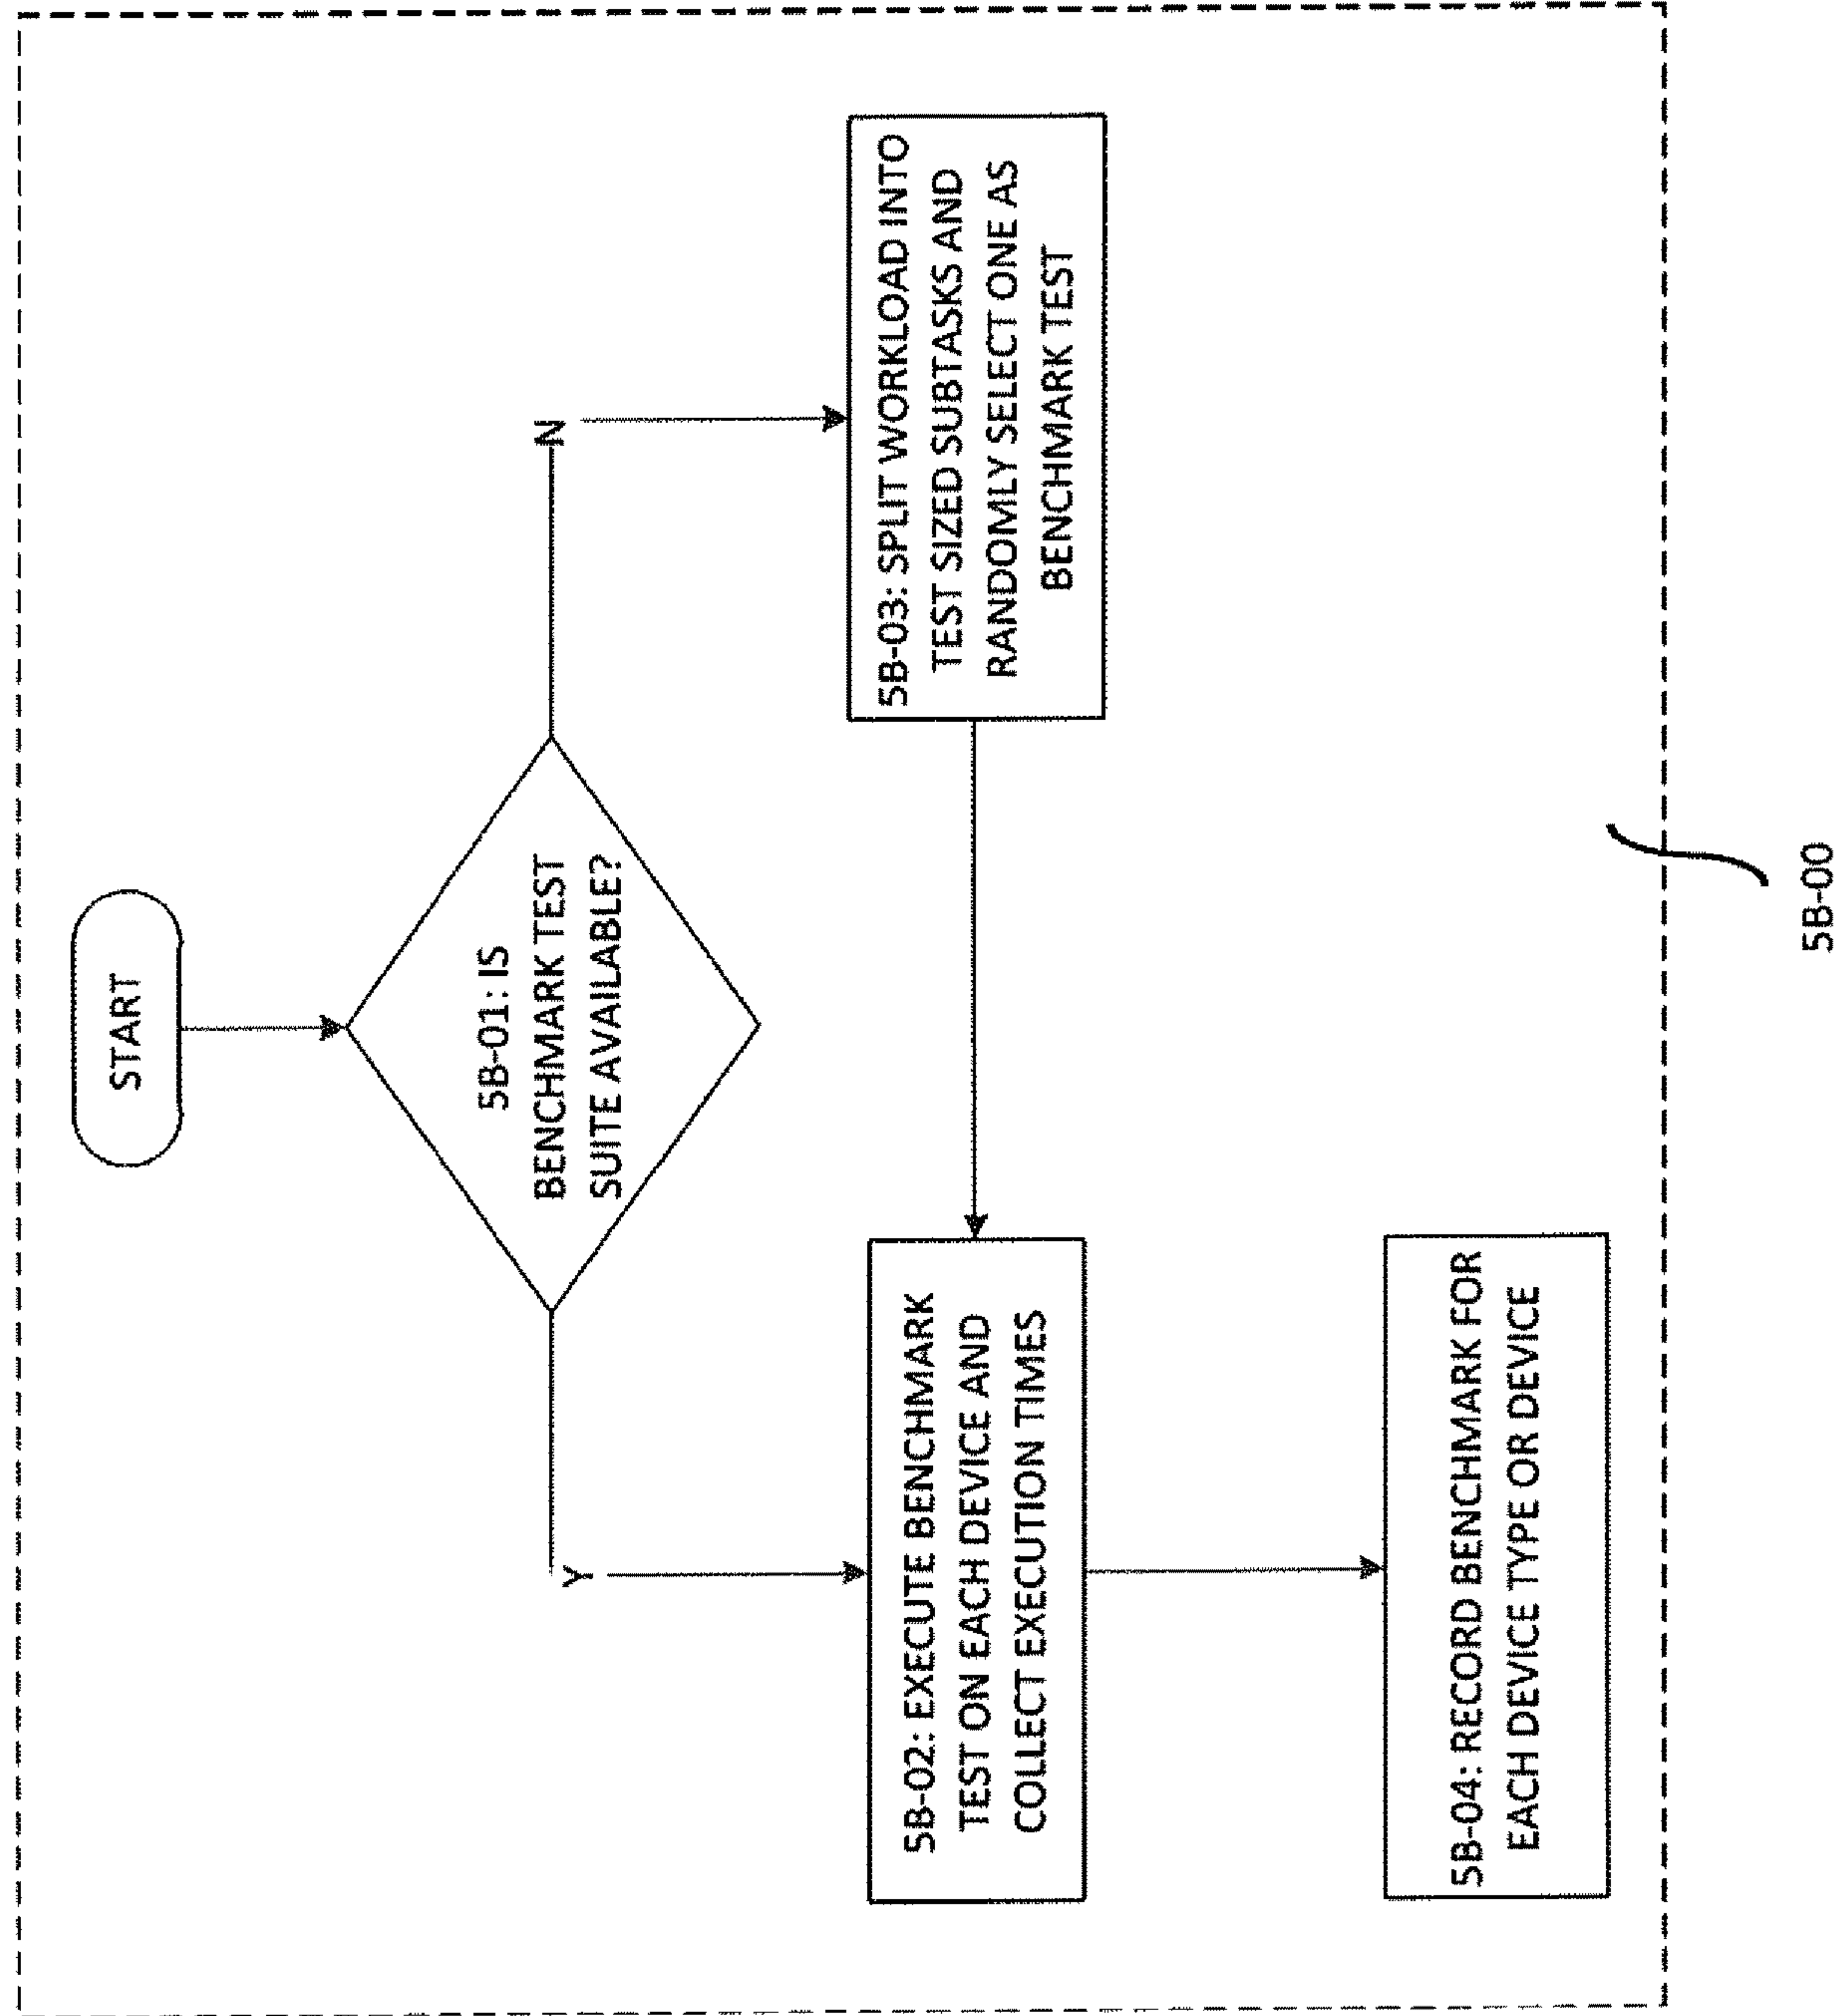 START
5B-01: IS
BENCHMARK TEST
SUITE AVAILABLE?
Y
N
5B-02: EXECUTE BENCHMARK
TEST ON EACH DEVICE AND
COLLECT EXECUTION TIMES
5B-03: SPLIT WORKLOAD INTO
TEST SIZED SUBTASKS AND
RANDOMLY SELECT ONE AS
BENCHMARK TEST
5B-04: RECORD BENCHMARK FOR
EACH DEVICE TYPE OR DEVICE
5B-00